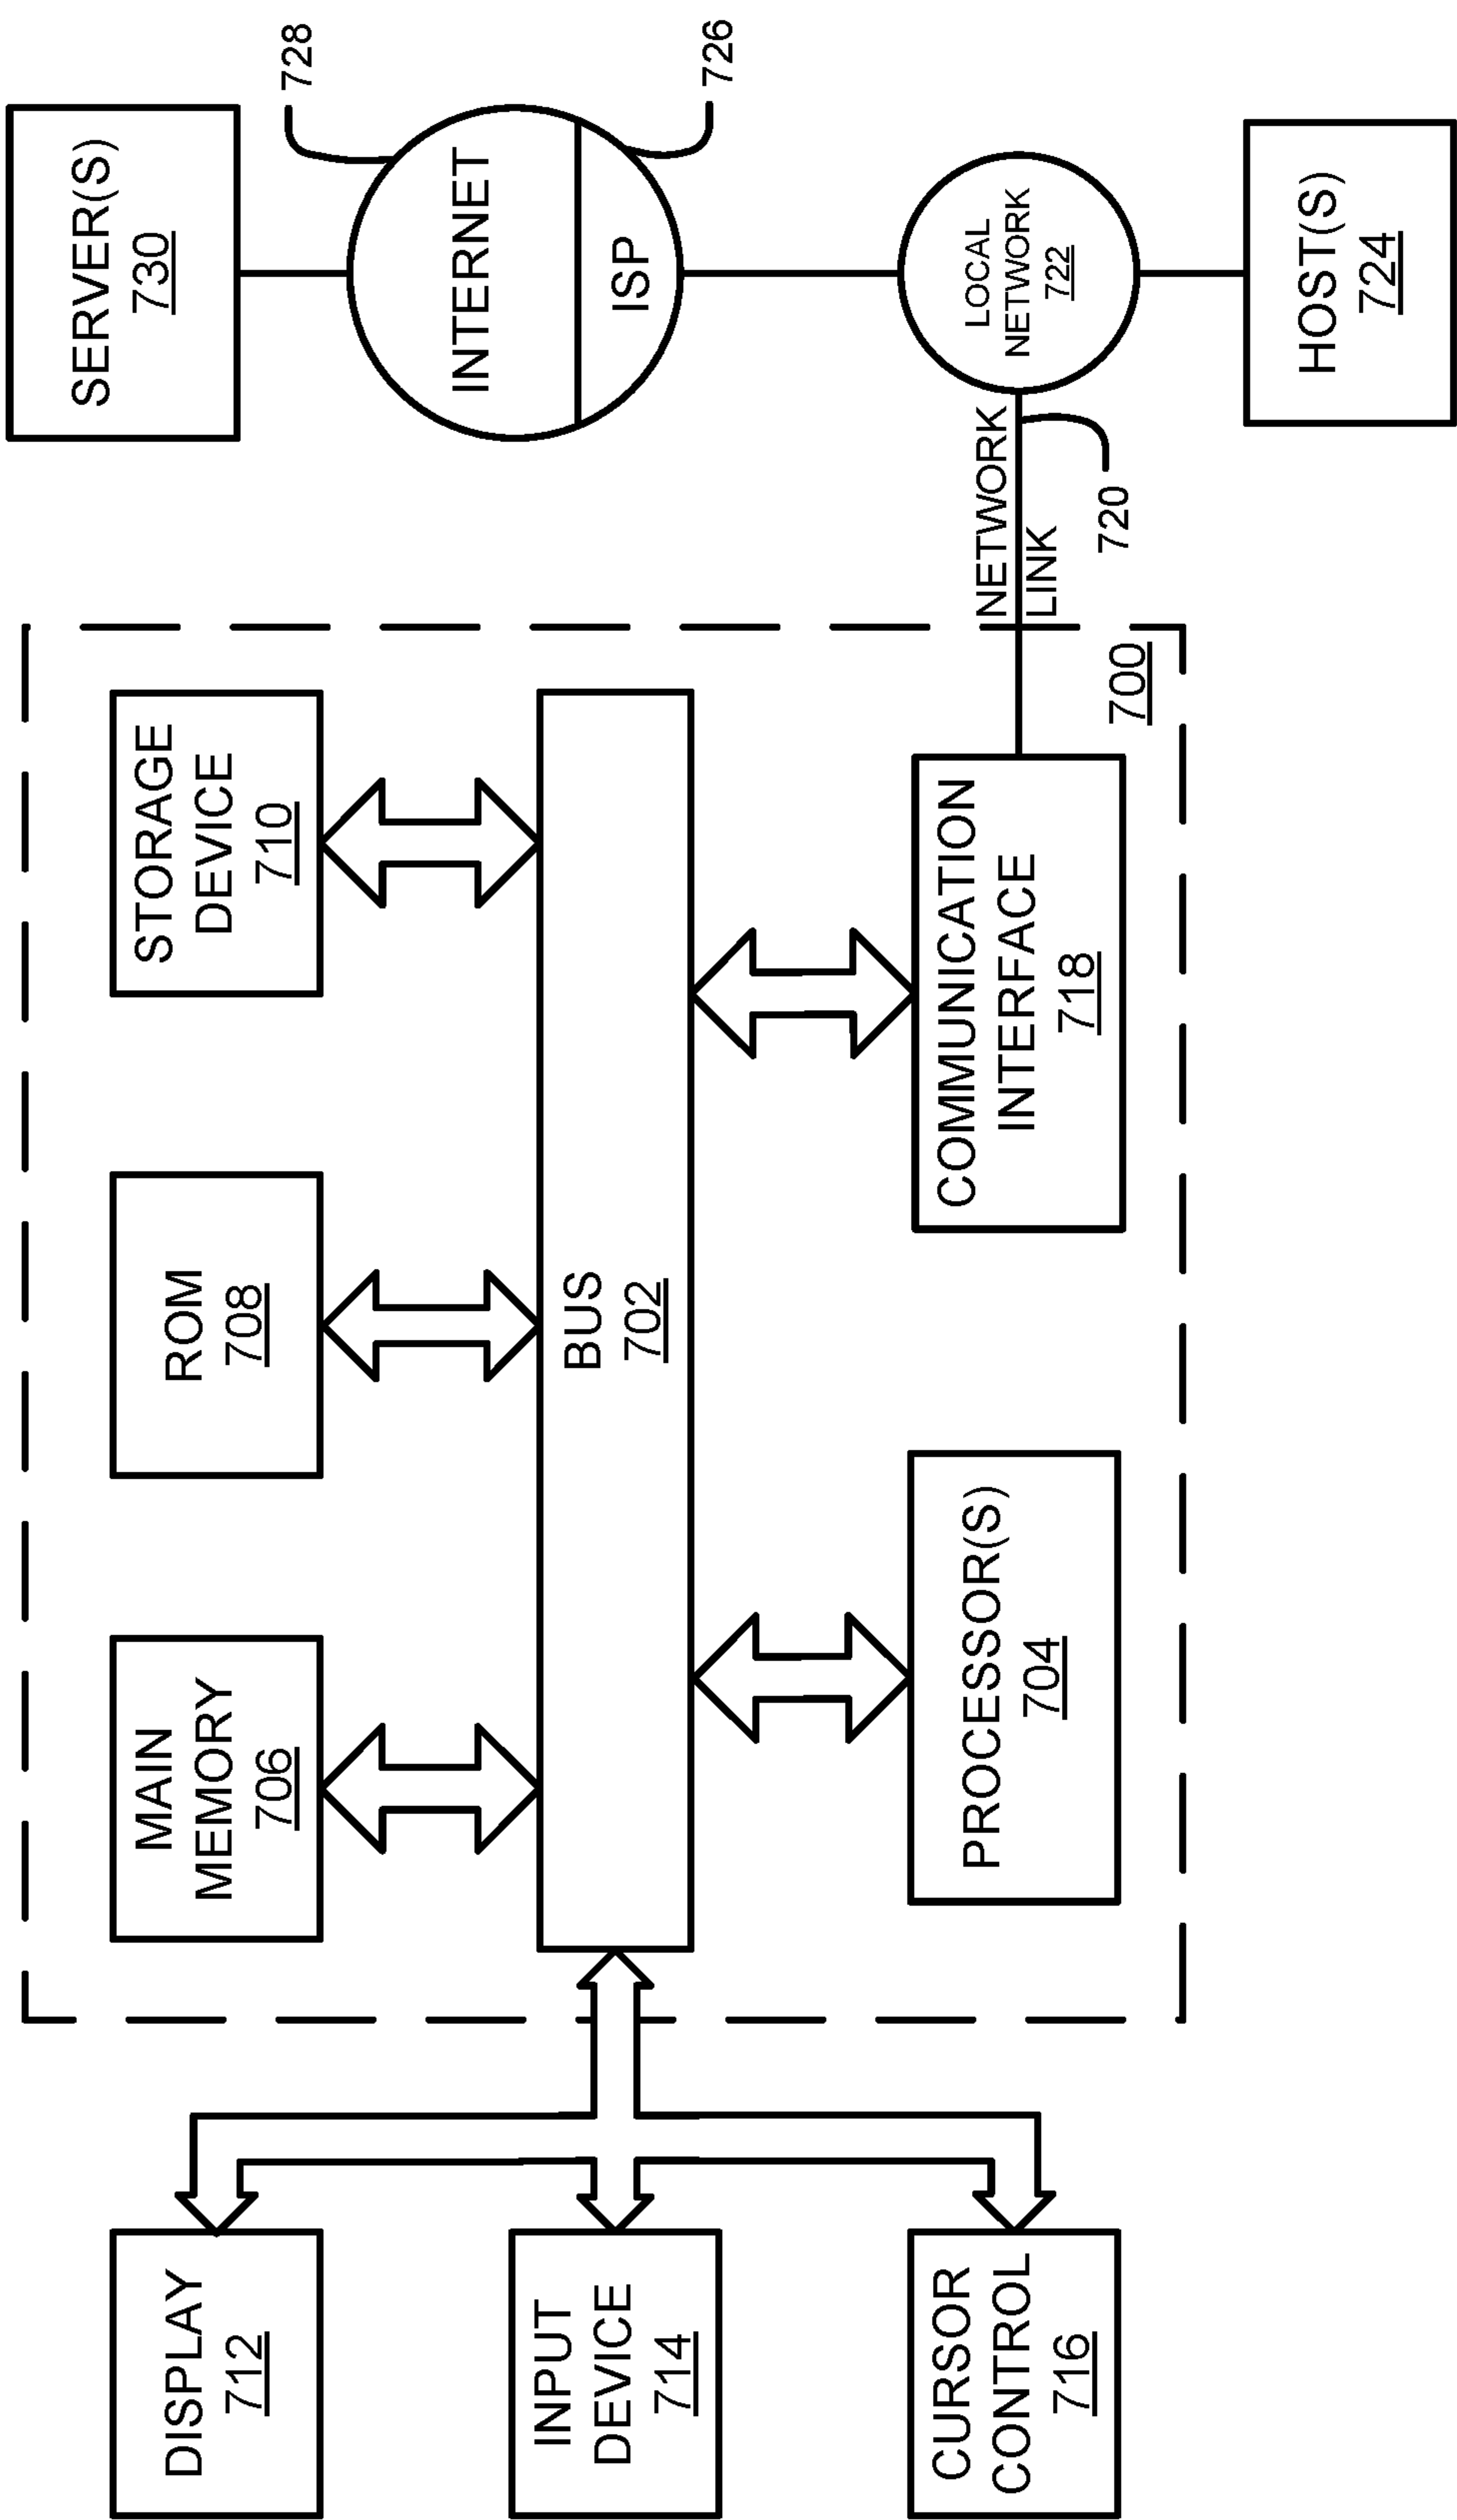 DISPLAY
712
INPUT
DEVICE
714
CURSOR
CONTROL
716
MAIN
MEMORY
706
ROM
708
STORAGE
DEVICE
710
BUS
702
PROCESSOR(S)
704
COMMUNICATION
INTERFACE
718
700
NETWORK
LINK
720
SERVER(S)
730
728
INTERNET
ISP
726
LOCAL
NETWORK
722
HOST(S)
724